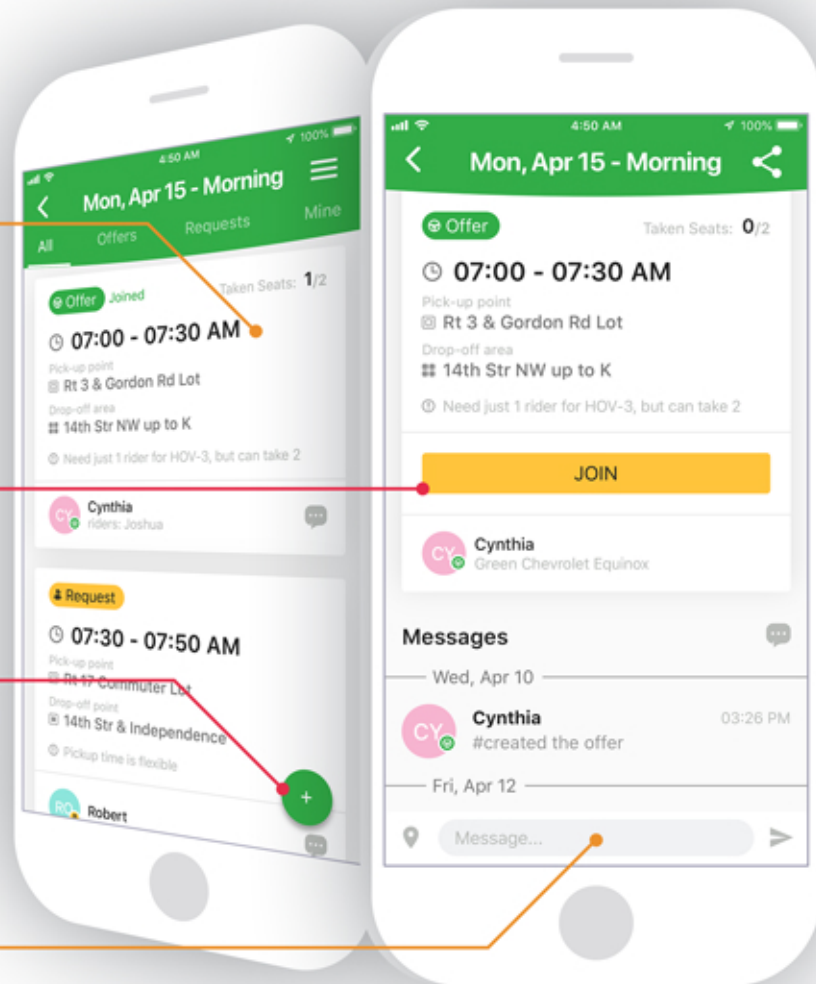 4:50 AM
100%
Mon, Apr 15 - Morning
All
Offers
Requests
Mine
Offer
Joined
Taken Seats: 1/2
07:00 - 07:30 AM
Pick-up point
Rt 3 & Gordon Rd Lot
Drop-off area
14th Str NW up to K
Need just 1 rider for HOV-3, but can take 2
CY
Cynthia
riders: Joshua
Request
07:30 - 07:50 AM
Pick-up point
Rt 17 Commuter Lot
Drop-off point
14th Str & Independence
Pickup time is flexible
+
RO
Robert
4:50 AM
100%
Mon, Apr 15 - Morning
Offer
Taken Seats: 0/2
07:00 - 07:30 AM
Pick-up point
Rt 3 & Gordon Rd Lot
Drop-off area
14th Str NW up to K
Need just 1 rider for HOV-3, but can take 2
JOIN
CY
Cynthia
Green Chevrolet Equinox
Messages
Wed, Apr 10
CY
Cynthia
03:26 PM
#created the offer
Fri, Apr 12
Message...